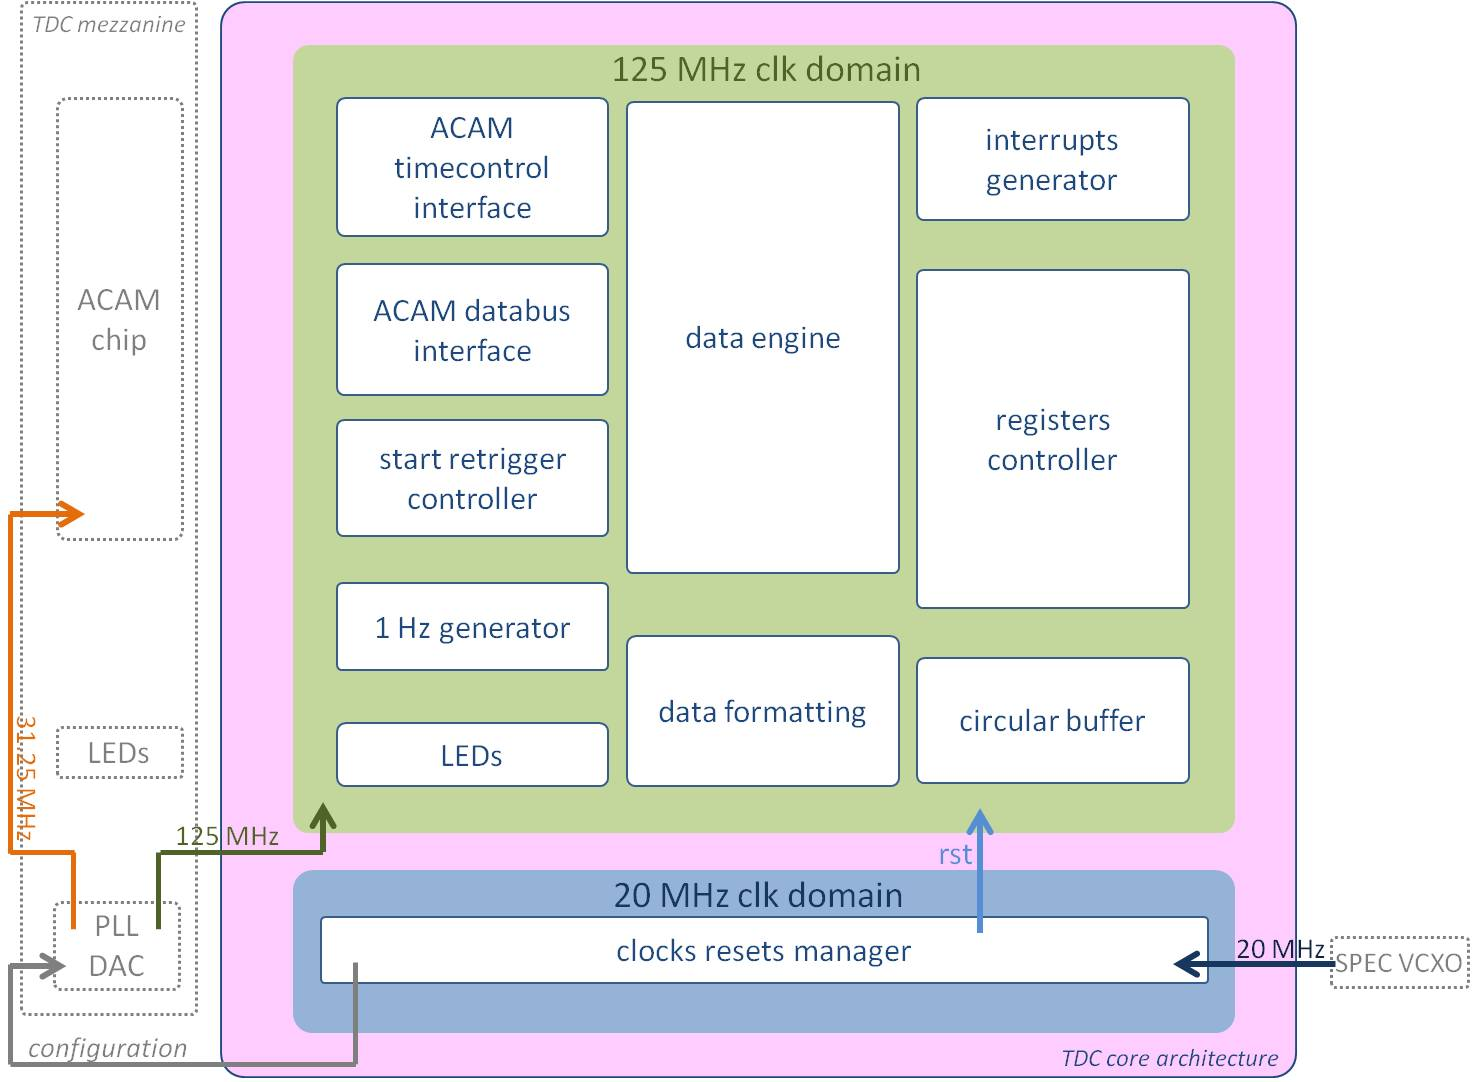 TDC mezzanine
ACAM
chip
LEDs
31.25 MHz
125 MHz
PLL
DAC
configuration
125 MHz clk domain
ACAM
timecontrol
interface
ACAM databus
interface
start retrigger
controller
1 Hz generator
LEDs
data engine
data formatting
interrupts
generator
registers
controller
circular buffer
rst
20 MHz clk domain
clocks resets manager
20 MHz
SPEC VCXO
TDC core architecture